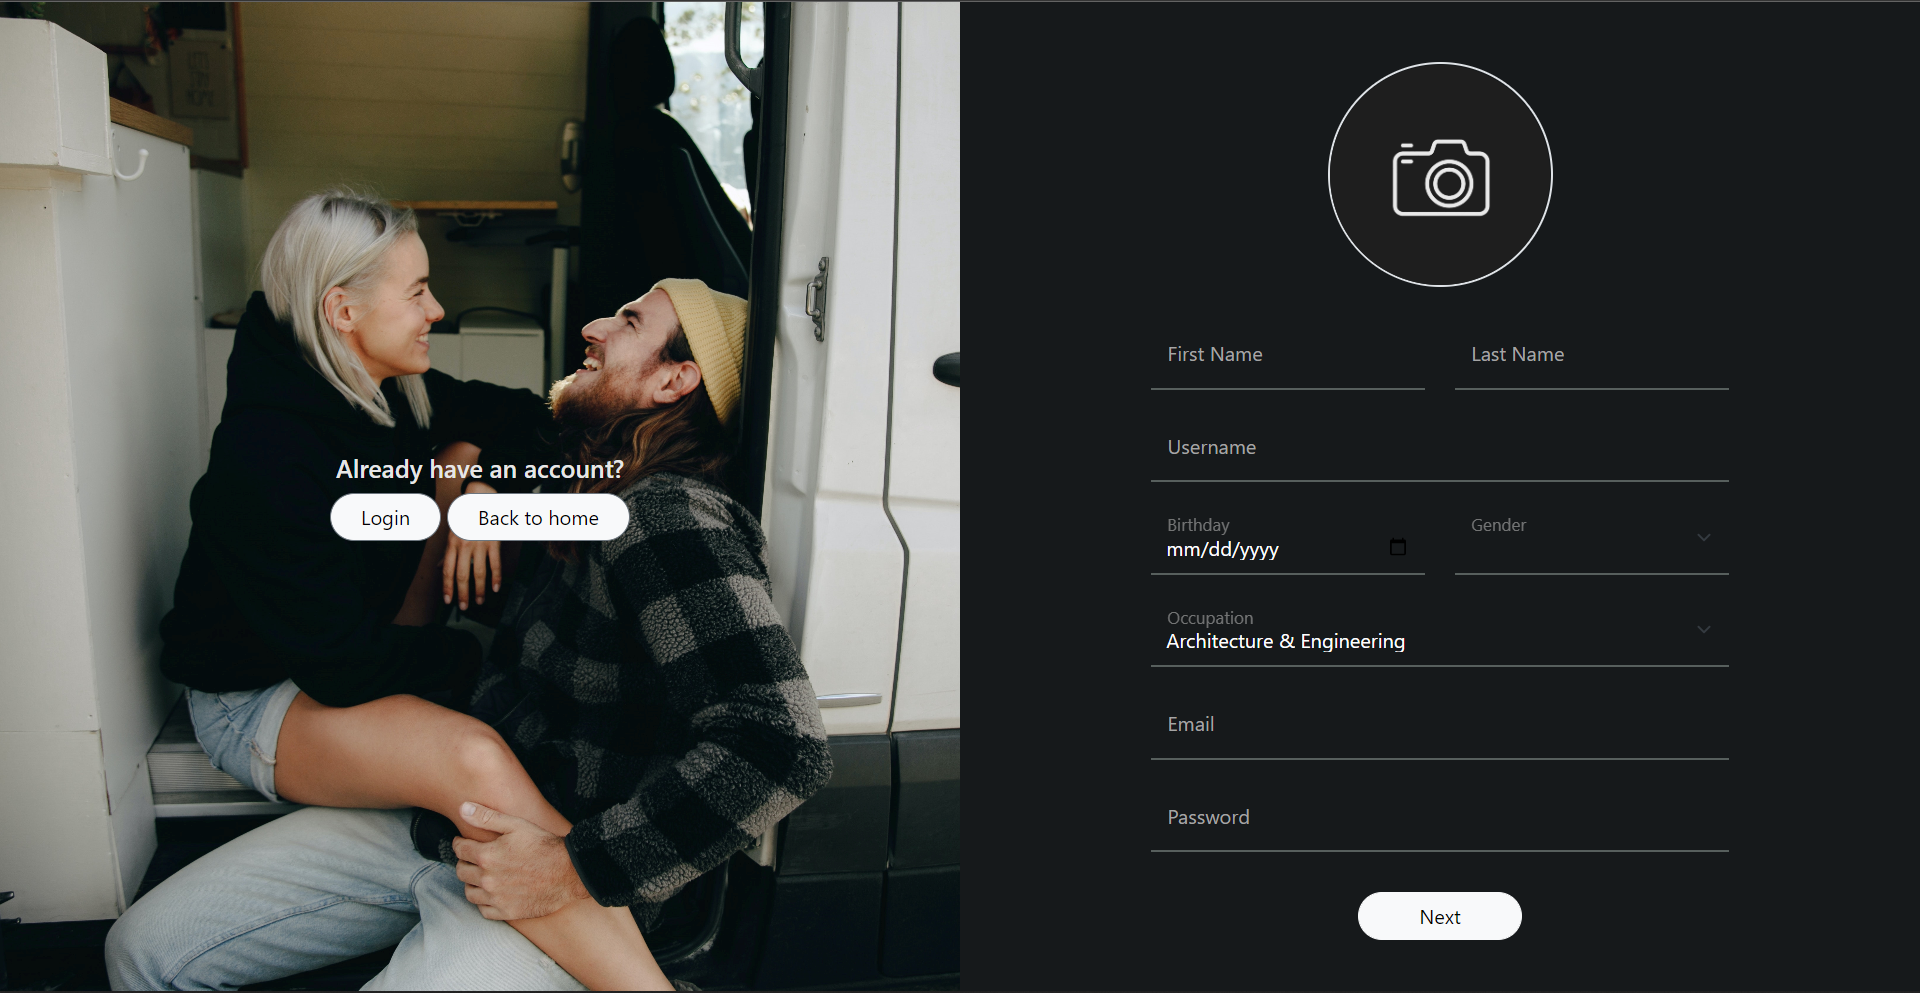 Already have an account?
Login
Back to home
First Name
Last Name
Username
Birthday
mm/dd/yyyy
Gender
Occupation
Architecture & Engineering
Email
Password
Next